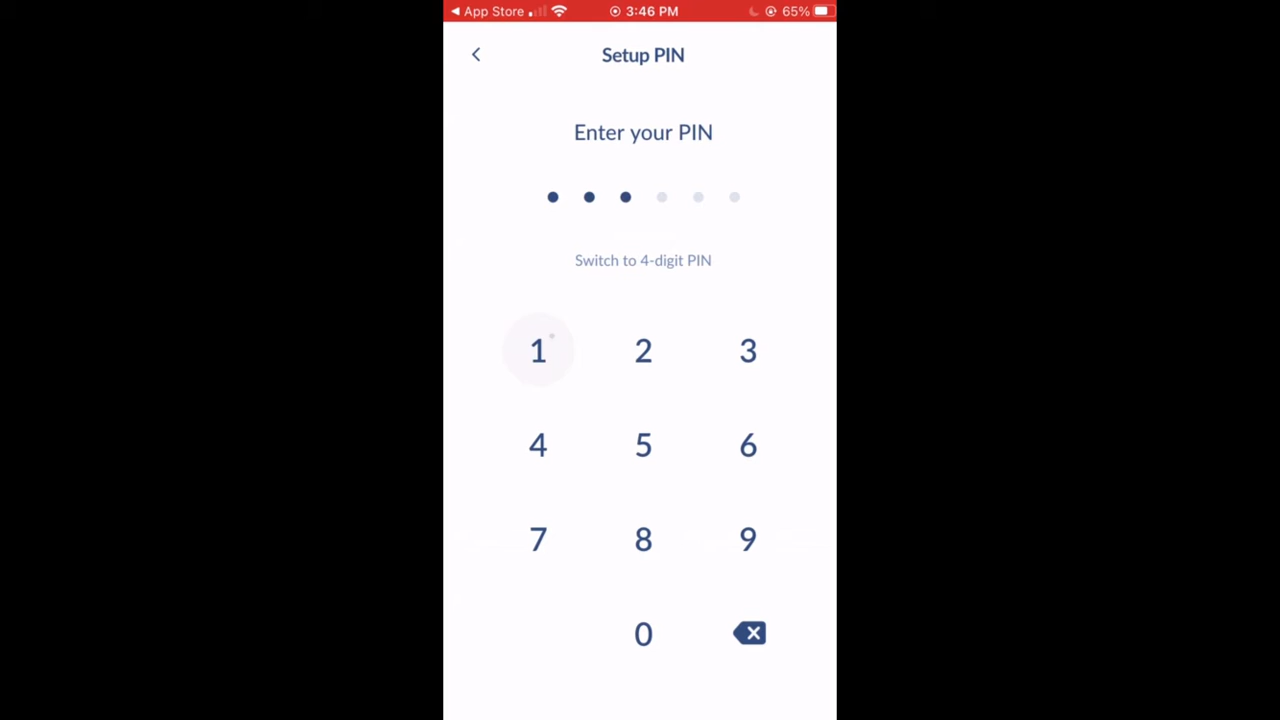 App Store 3:46 PM 65%
Setup PIN
Enter your PIN
Switch to 4-digit PIN
1 2 3
4 5 6
7 8 9
0